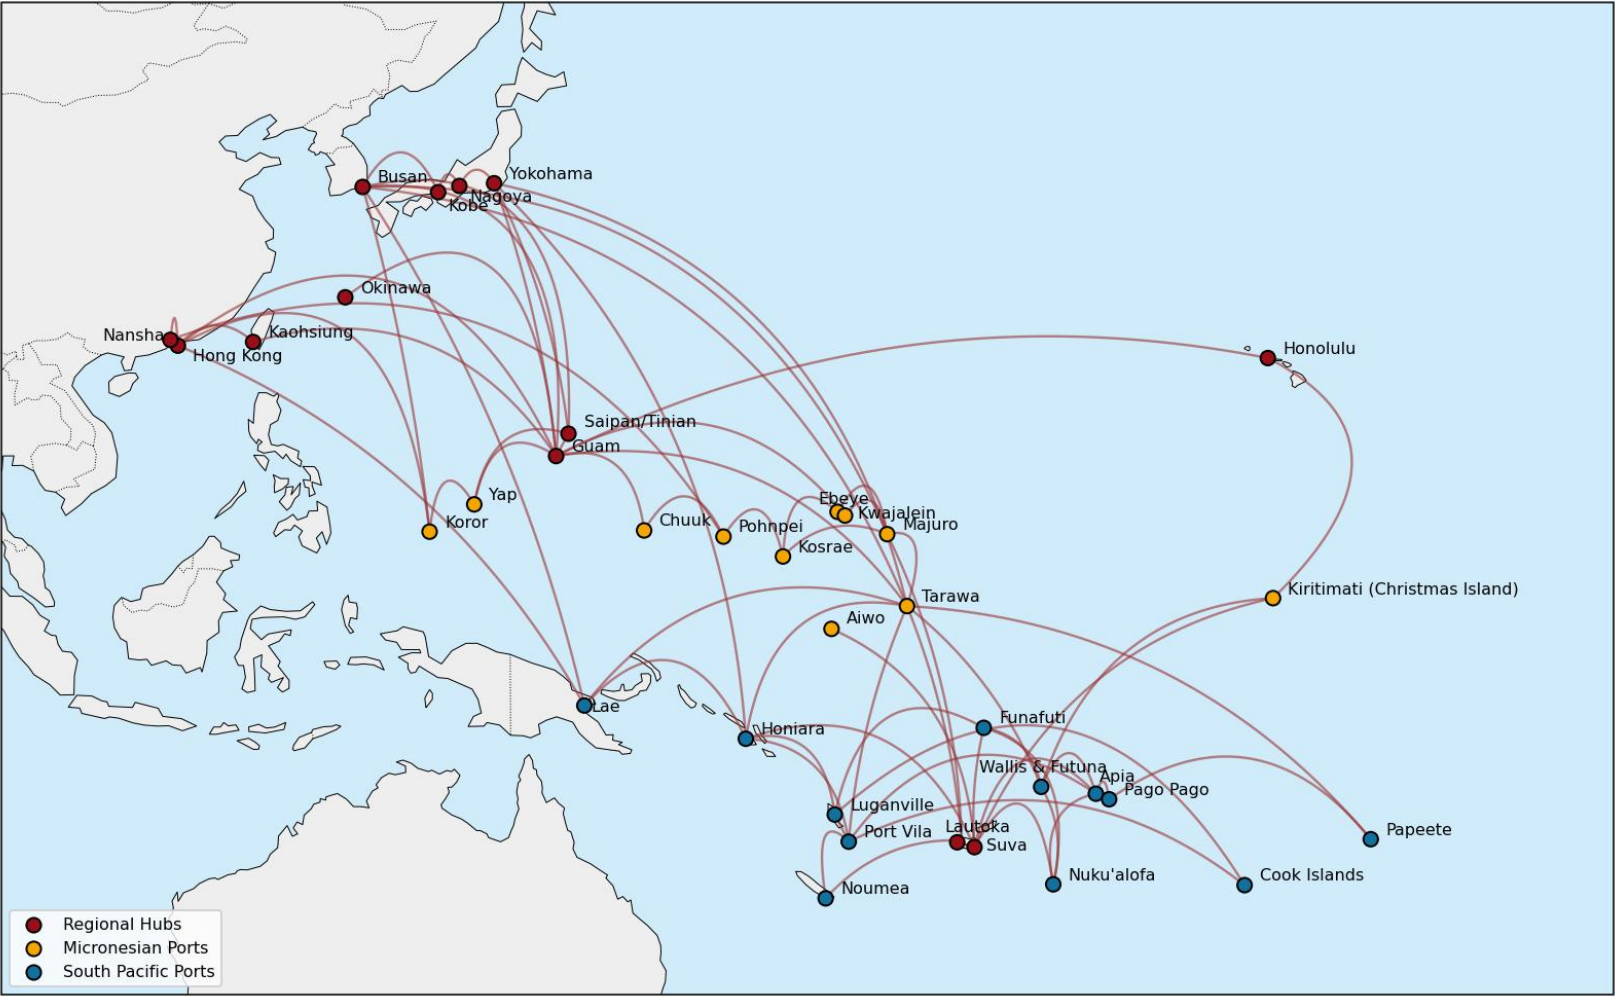 Busan
Yokohama
Nagoya
Kobe
Okinawa
Kaohsiung
Nansha
Hong Kong
Honolulu
Saipan/Tinian
Guam
Yap
Koror
Ebeye
Kwajalein
Chuuk
Pohnpei
Majuro
Kosrae
Kiritimati (Christmas Island)
Tarawa
Aiwo
Lae
Honiara
Funafuti
Wallis & Futuna
Apia
Pago Pago
Luganville
Lautoka
Port Vila
Suva
Papeete
Nuku'alofa
Cook Islands
Noumea
Regional Hubs
Micronesian Ports
South Pacific Ports